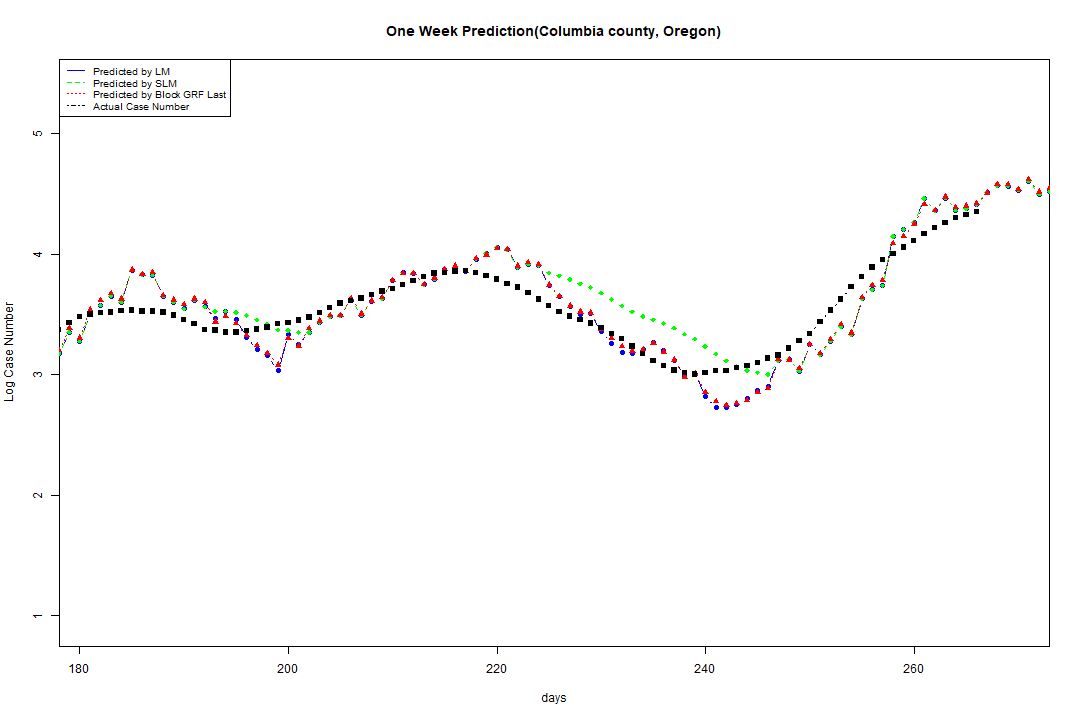 One Week Prediction(Columbia county, Oregon)
Predicted by LM
Predicted by SLM
Predicted by Block GRF Last
Actual Case Number
5
4
3
2
1
Log Case Number
180 200 220 240 260
days